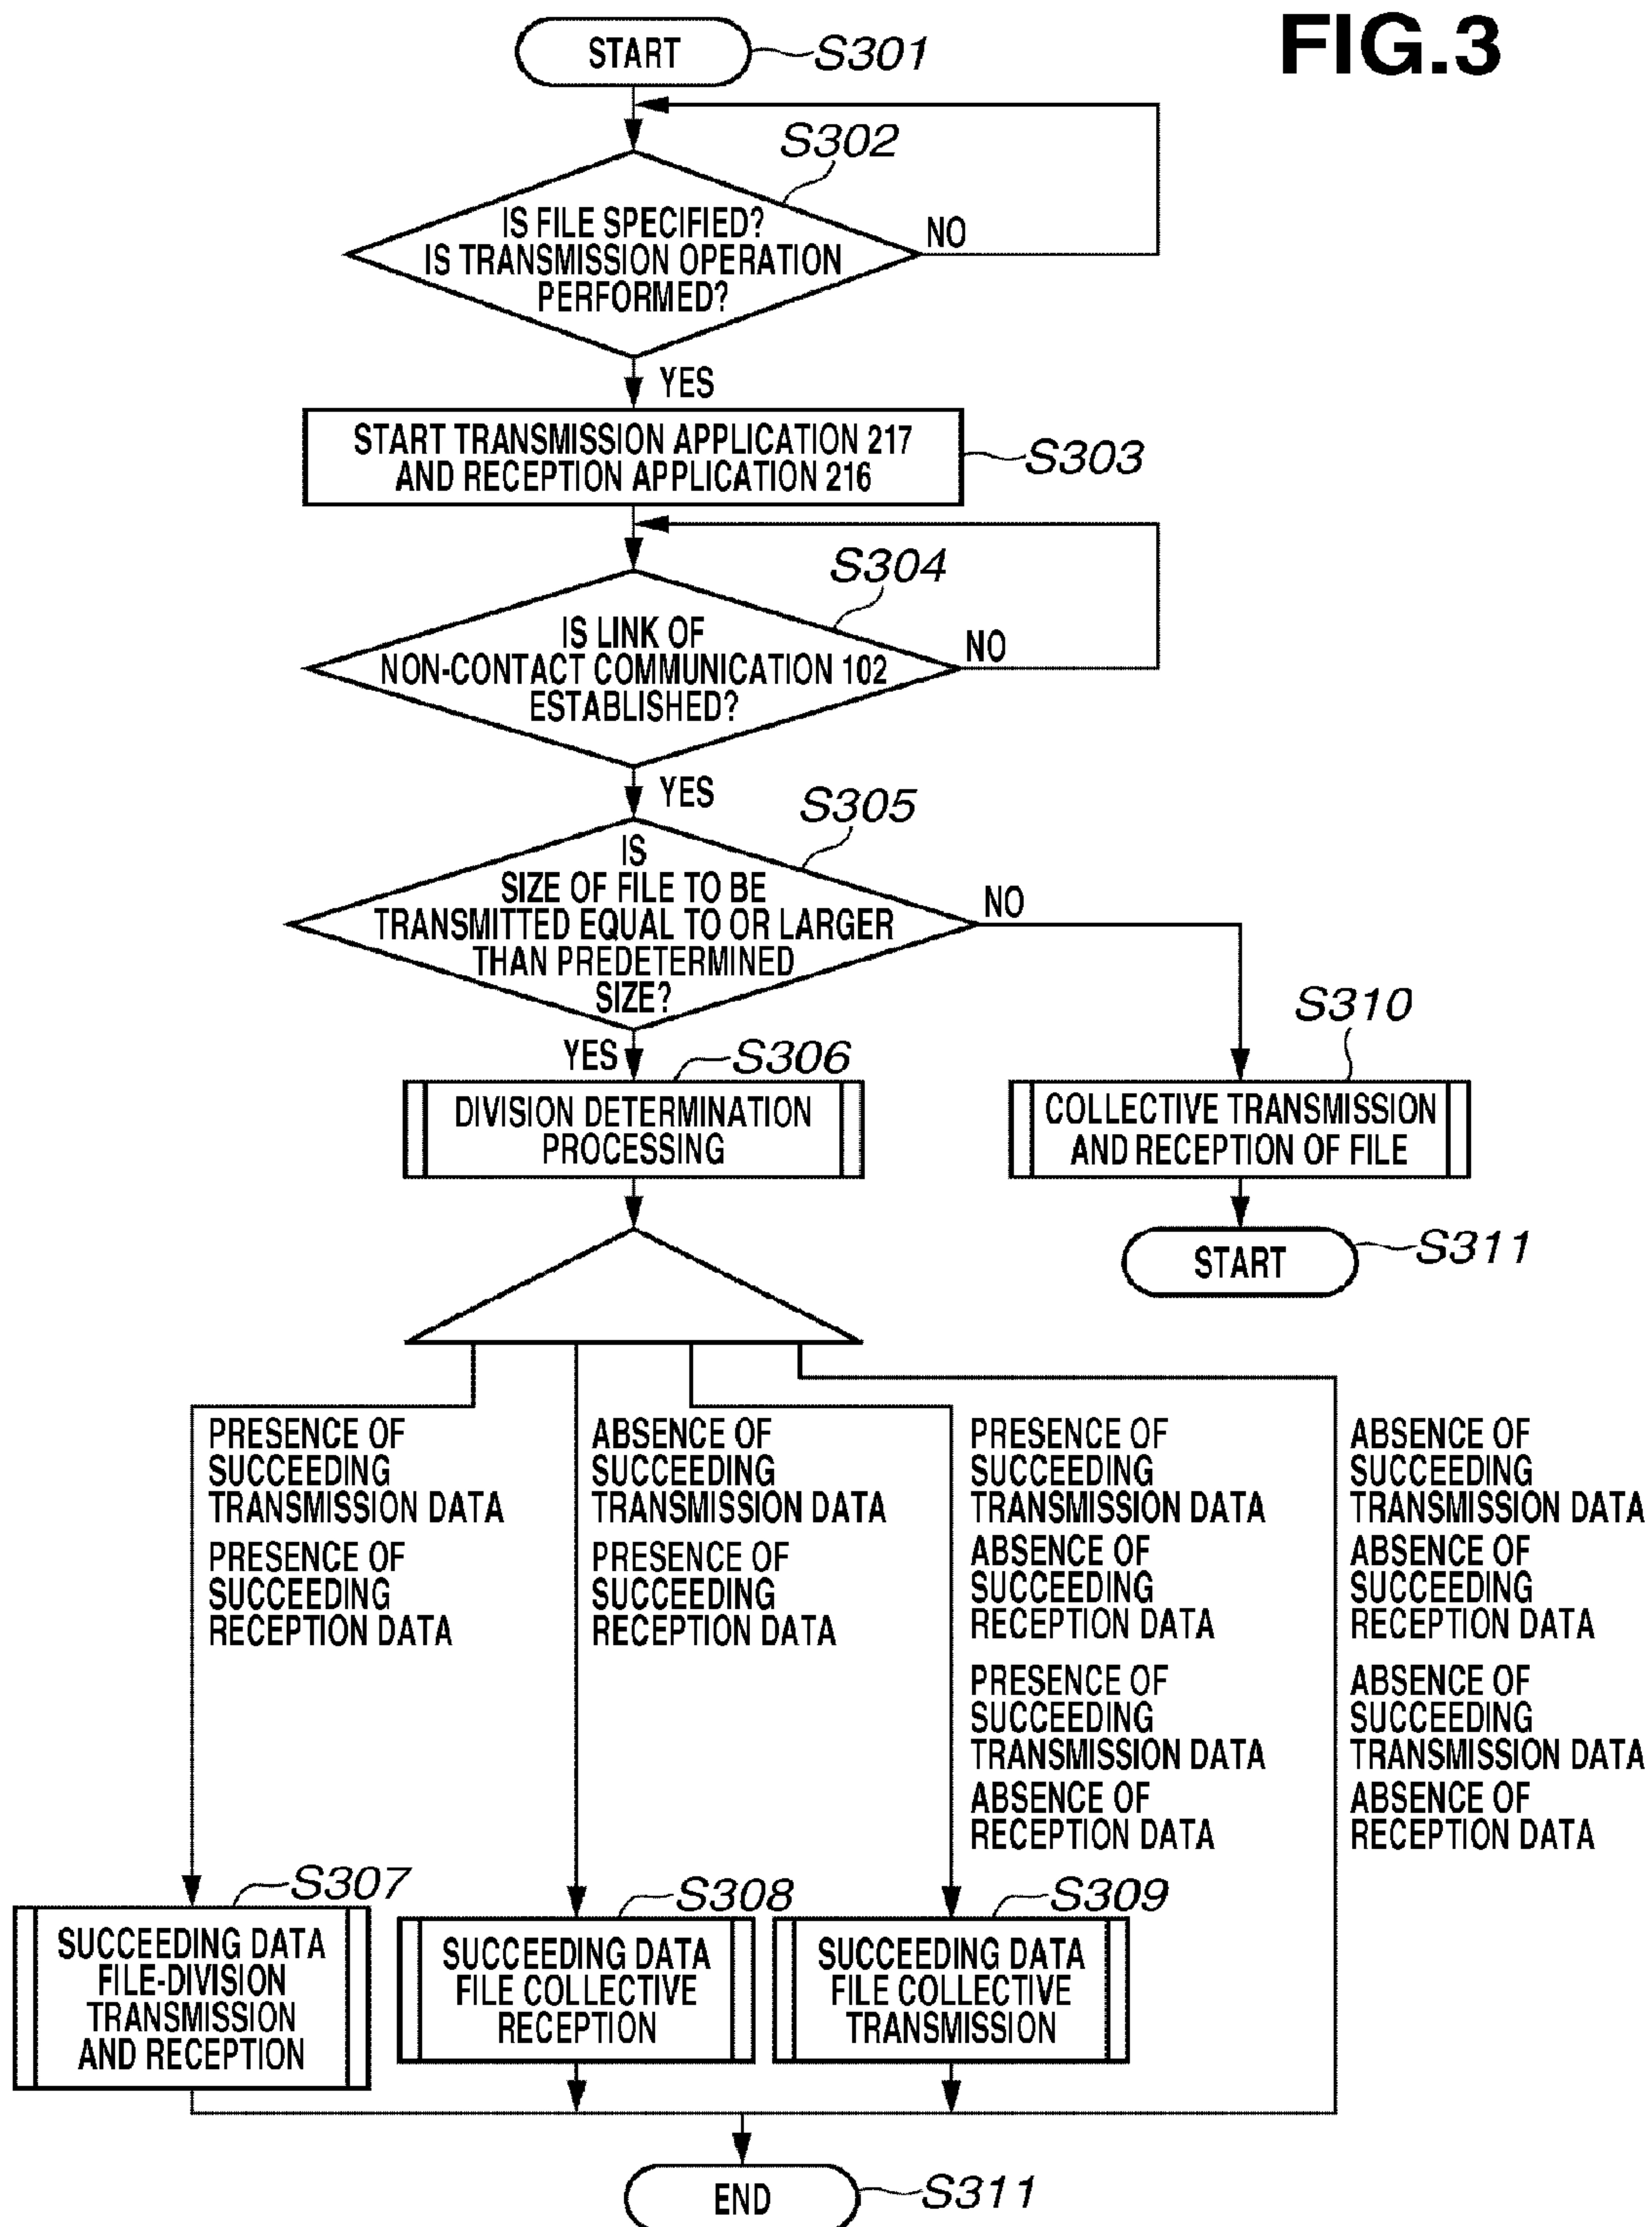 FIG.3
START
S301
S302
IS FILE SPECIFIED?
IS TRANSMISSION OPERATION
PERFORMED?
NO
YES
START TRANSMISSION APPLICATION 217
AND RECEPTION APPLICATION 216
S303
S304
IS LINK OF
NON-CONTACT COMMUNICATION 102
ESTABLISHED?
NO
YES
S305
IS
SIZE OF FILE TO BE
TRANSMITTED EQUAL TO OR LARGER
THAN PREDETERMINED
SIZE?
NO
YES
S306
DIVISION DETERMINATION
PROCESSING
S310
COLLECTIVE TRANSMISSION
AND RECEPTION OF FILE
START
S311
PRESENCE OF
SUCCEEDING
TRANSMISSION DATA
PRESENCE OF
SUCCEEDING
RECEPTION DATA
ABSENCE OF
SUCCEEDING
TRANSMISSION DATA
PRESENCE OF
SUCCEEDING
RECEPTION DATA
PRESENCE OF
SUCCEEDING
TRANSMISSION DATA
ABSENCE OF
SUCCEEDING
RECEPTION DATA
PRESENCE OF
SUCCEEDING
TRANSMISSION DATA
ABSENCE OF
RECEPTION DATA
ABSENCE OF
SUCCEEDING
TRANSMISSION DATA
ABSENCE OF
SUCCEEDING
RECEPTION DATA
ABSENCE OF
SUCCEEDING
TRANSMISSION DATA
ABSENCE OF
RECEPTION DATA
S307
SUCCEEDING DATA
FILE-DIVISION
TRANSMISSION
AND RECEPTION
S308
SUCCEEDING DATA
FILE COLLECTIVE
RECEPTION
S309
SUCCEEDING DATA
FILE COLLECTIVE
TRANSMISSION
END
S311